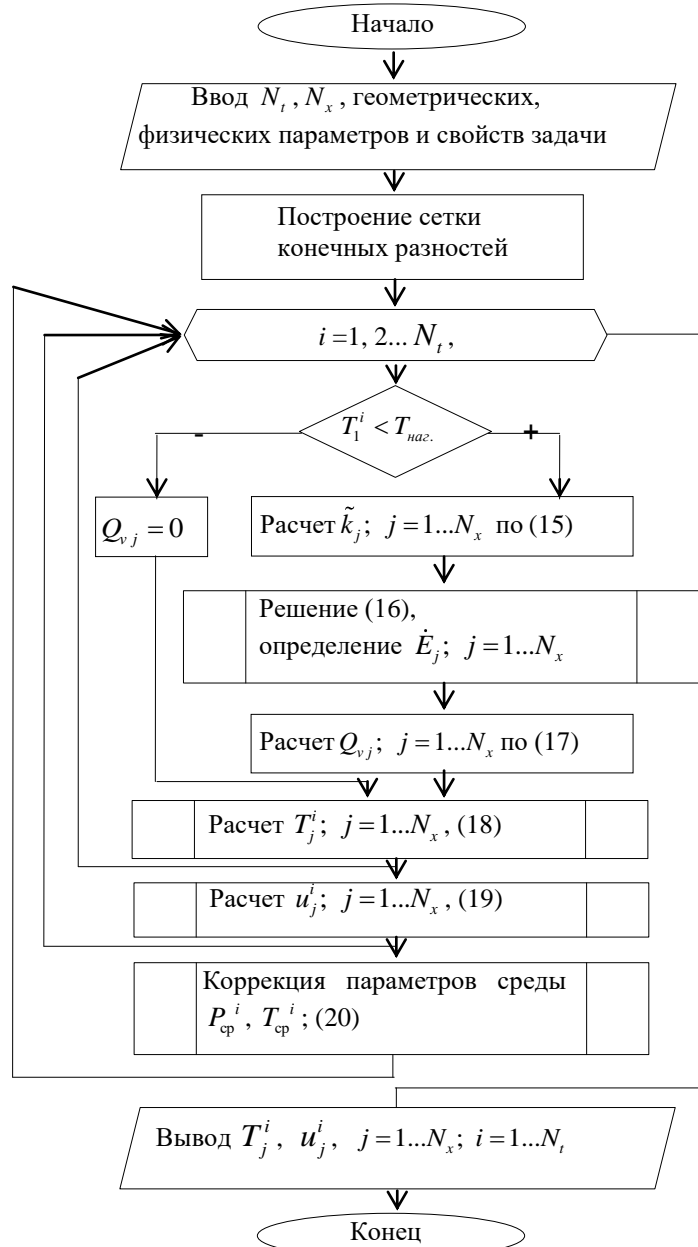 Начало
Ввод N_t , N_x , геометрических,
физических параметров и свойств задачи
Построение сетки
конечных разностей
i =1, 2... N_t ,
T_1^i < T_наг.
-
+
Q_{v j} = 0
Расчет k̃_j; j =1...N_x по (15)
Решение (16),
определение Ė_j; j =1...N_x
Расчет Q_{v j}; j =1...N_x по (17)
Расчет T_j^i; j =1...N_x , (18)
Расчет u_j^i; j =1...N_x , (19)
Коррекция параметров среды
P_ср^i , T_ср^i ; (20)
Вывод T_j^i , u_j^i, j =1...N_x; i =1...N_t
Конец